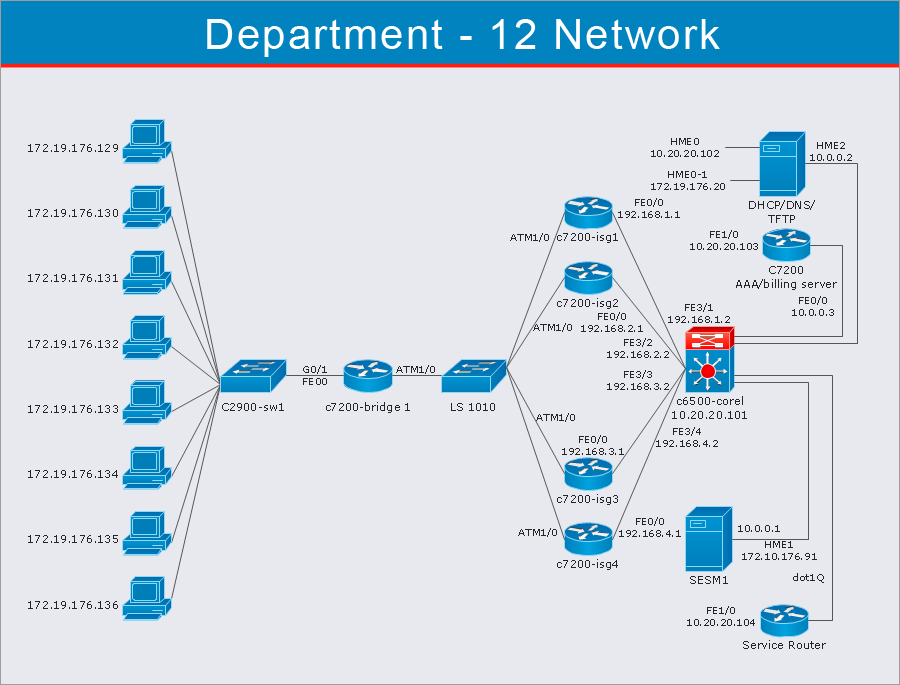 Department - 12 Network
172.19.176.129
172.19.176.130
172.19.176.131
172.19.176.132
172.19.176.133
172.19.176.134
172.19.176.135
172.19.176.136
C2900-sw1
G0/1
FE00
c7200-bridge 1
ATM1/0
LS 1010
ATM1/0
c7200-isg1
FE0/0
192.168.1.1
c7200-isg2
ATM1/0
FE0/0
192.168.2.1
ATM1/0
FE0/0
192.168.3.1
c7200-isg3
ATM1/0
c7200-isg4
FE0/0
192.168.4.1
FE3/1
192.168.1.2
FE3/2
192.168.2.2
FE3/3
192.168.3.2
FE3/4
192.168.4.2
c6500-corel
10.20.20.101
HME0
10.20.20.102
HME0-1
172.19.176.20
HME2
10.0.0.2
DHCP/DNS/
TFTP
FE1/0
10.20.20.103
C7200
AAA/billing server
FE0/0
10.0.0.3
10.0.0.1
HME1
172.10.176.91
SESM1
dot1Q
FE1/0
10.20.20.104
Service Router